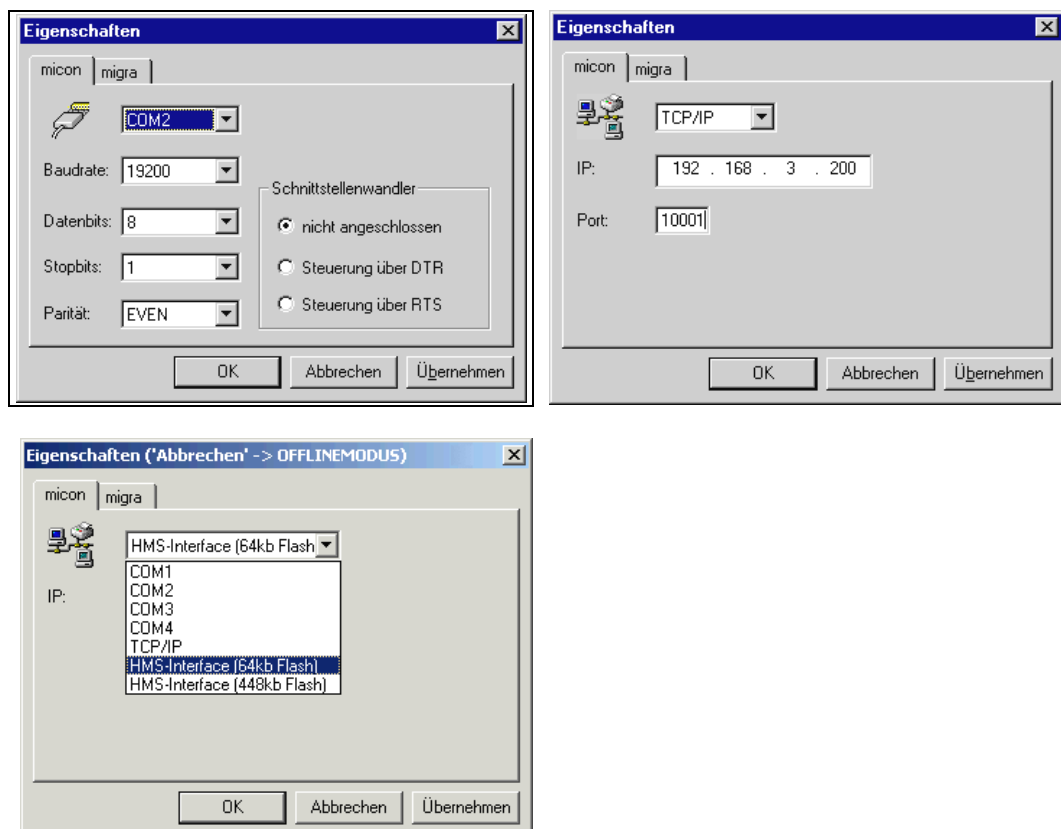 Eigenschaften
micon migra
COM2
Baudrate: 19200
Datenbits: 8
Stopbits: 1
Parität: EVEN
Schnittstellenwandler
nicht angeschlossen
Steuerung über DTR
Steuerung über RTS
OK Abbrechen Übernehmen
Eigenschaften
micon migra
TCP/IP
IP: 192 . 168 . 3 . 200
Port: 10001
OK Abbrechen Übernehmen
Eigenschaften ('Abbrechen' -> OFFLINEMODUS)
micon migra
HMS-Interface (64kb Flash
IP:
COM1
COM2
COM3
COM4
TCP/IP
HMS-Interface (64kb Flash)
HMS-Interface (448kb Flash)
OK Abbrechen Übernehmen